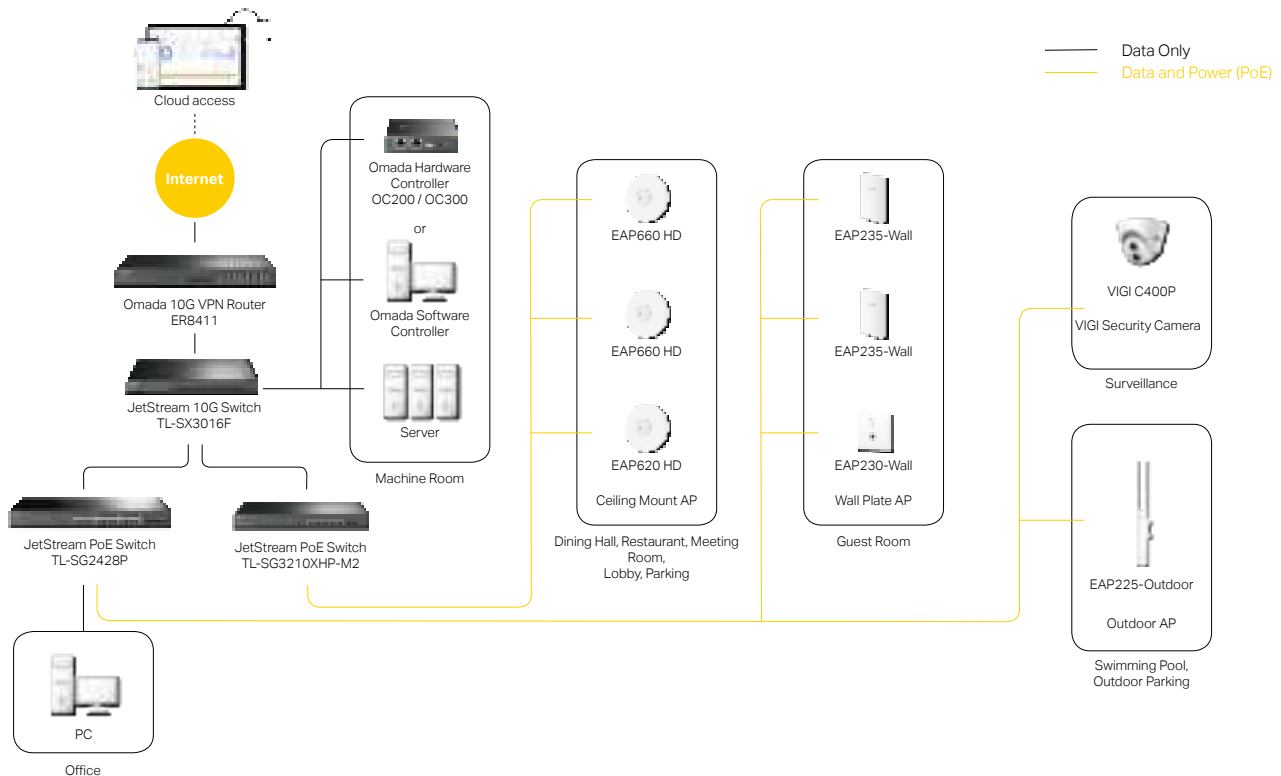 Data Only
Data and Power (PoE)
Cloud access
Internet
Omada 10G VPN Router
ER8411
JetStream 10G Switch
TL-SX3016F
JetStream PoE Switch
TL-SG2428P
JetStream PoE Switch
TL-SG3210XHP-M2
PC
Office
Omada Hardware
Controller
OC200 / OC300
or
Omada Software
Controller
Server
Machine Room
EAP660 HD
EAP660 HD
EAP620 HD
Ceiling Mount AP
Dining Hall, Restaurant, Meeting
Room,
Lobby, Parking
EAP235-Wall
EAP235-Wall
EAP230-Wall
Wall Plate AP
Guest Room
VIGI C400P
VIGI Security Camera
Surveillance
EAP225-Outdoor
Outdoor AP
Swimming Pool,
Outdoor Parking